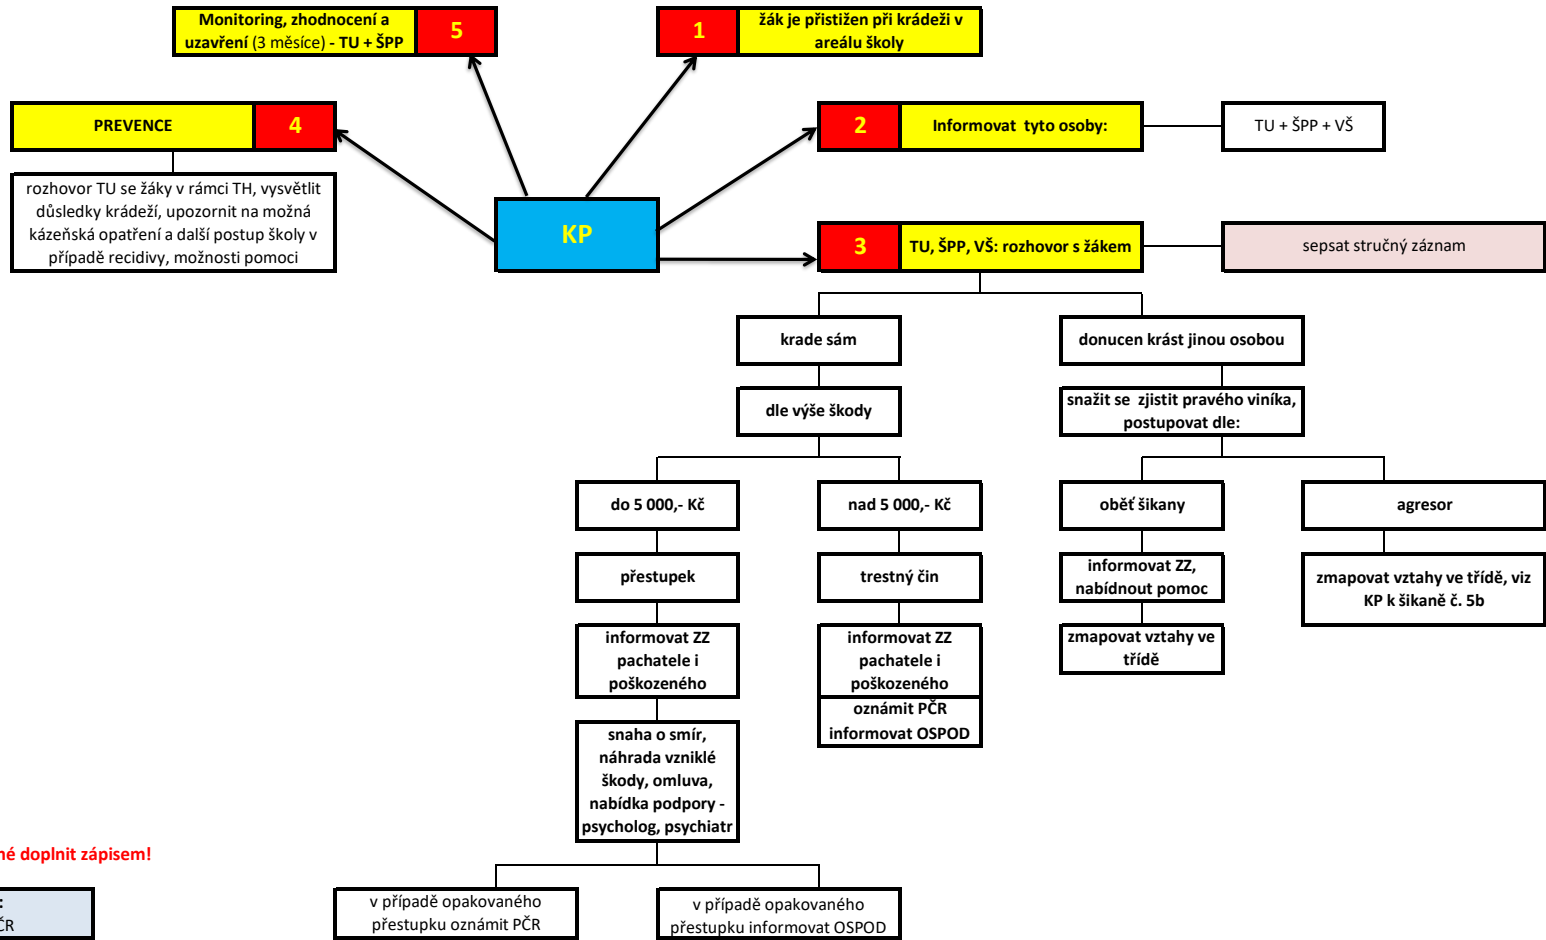 Monitoring, zhodnocení a
uzavření (3 měsíce) - TU + ŠPP
5
1
žák je přistižen při krádeži v
areálu školy
PREVENCE
4
2
Informovat tyto osoby:
TU + ŠPP + VŠ
rozhovor TU se žáky v rámci TH, vysvětlit
důsledky krádeží, upozornit na možná
kázeňská opatření a další postup školy v
případě recidivy, možnosti pomoci
KP
3
TU, ŠPP, VŠ: rozhovor s žákem
sepsat stručný záznam
krade sám
donucen krást jinou osobou
dle výše škody
snažit se zjistit pravého viníka,
postupovat dle:
do 5 000,- Kč
nad 5 000,- Kč
oběť šikany
agresor
přestupek
trestný čin
informovat ZZ,
nabídnout pomoc
zmapovat vztahy ve třídě, viz
KP k šikaně č. 5b
informovat ZZ
pachatele i
poškozeného
informovat ZZ
pachatele i
poškozeného
zmapovat vztahy ve
třídě
oznámit PČR
informovat OSPOD
snaha o smír,
náhrada vzniklé
škody, omluva,
nabídka podpory -
psycholog, psychiatr
né doplnit zápisem!
:
ČR
v případě opakovaného
přestupku oznámit PČR
v případě opakovaného
přestupku informovat OSPOD